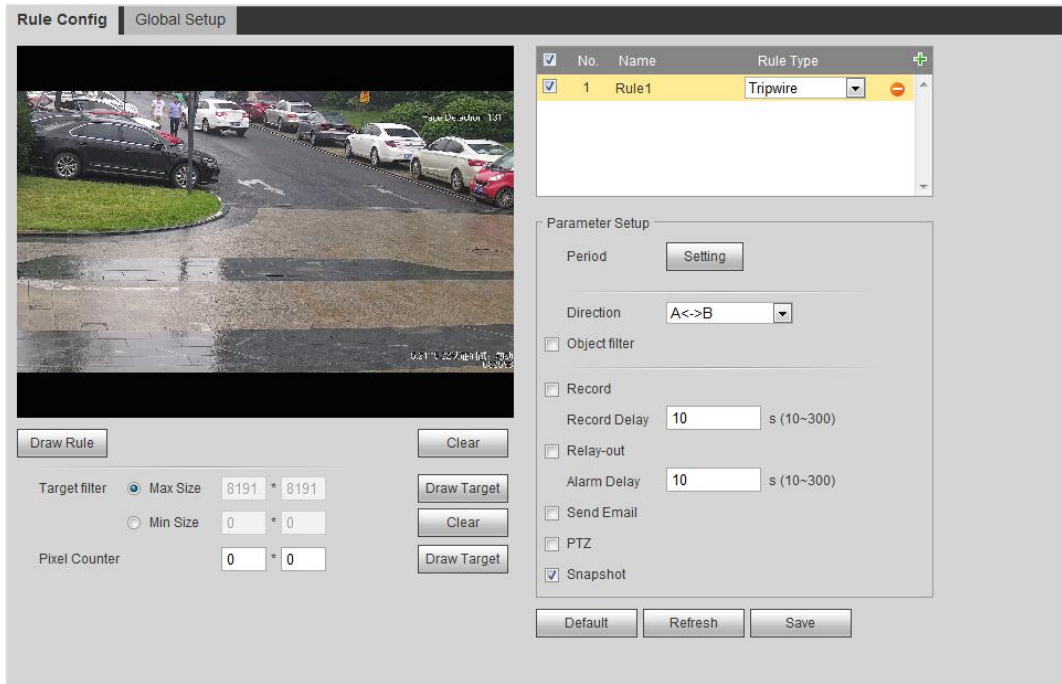 Rule Config Global Setup
No. Name Rule Type
1 Rule1 Tripwire
Parameter Setup
Period Setting
Direction A<->B
Object filter
Record
Record Delay 10 s (10~300)
Relay-out
Alarm Delay 10 s (10~300)
Send Email
PTZ
Snapshot
Default Refresh Save
Draw Rule Clear
Target filter Max Size 8191 * 8191 Draw Target
Min Size 0 * 0 Clear
Pixel Counter 0 * 0 Draw Target